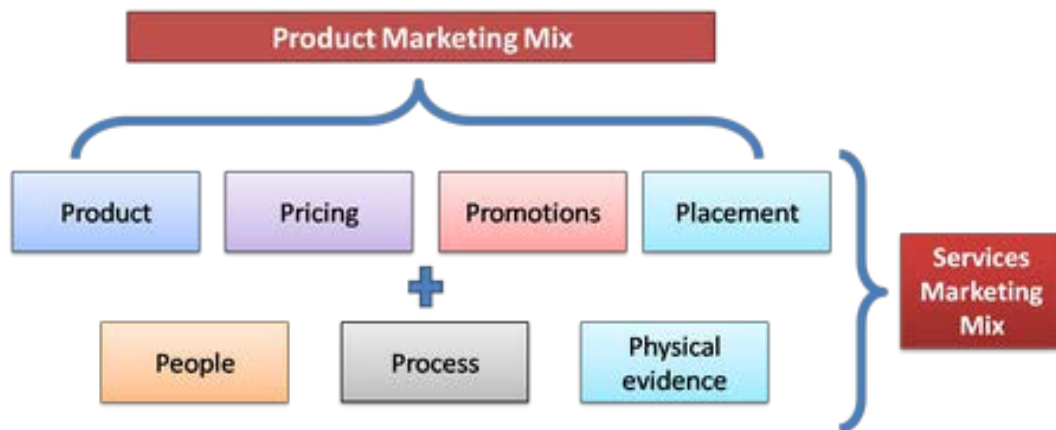 Product Marketing Mix
Product
Pricing
Promotions
Placement
Services
Marketing
Mix
People
Process
Physical
evidence